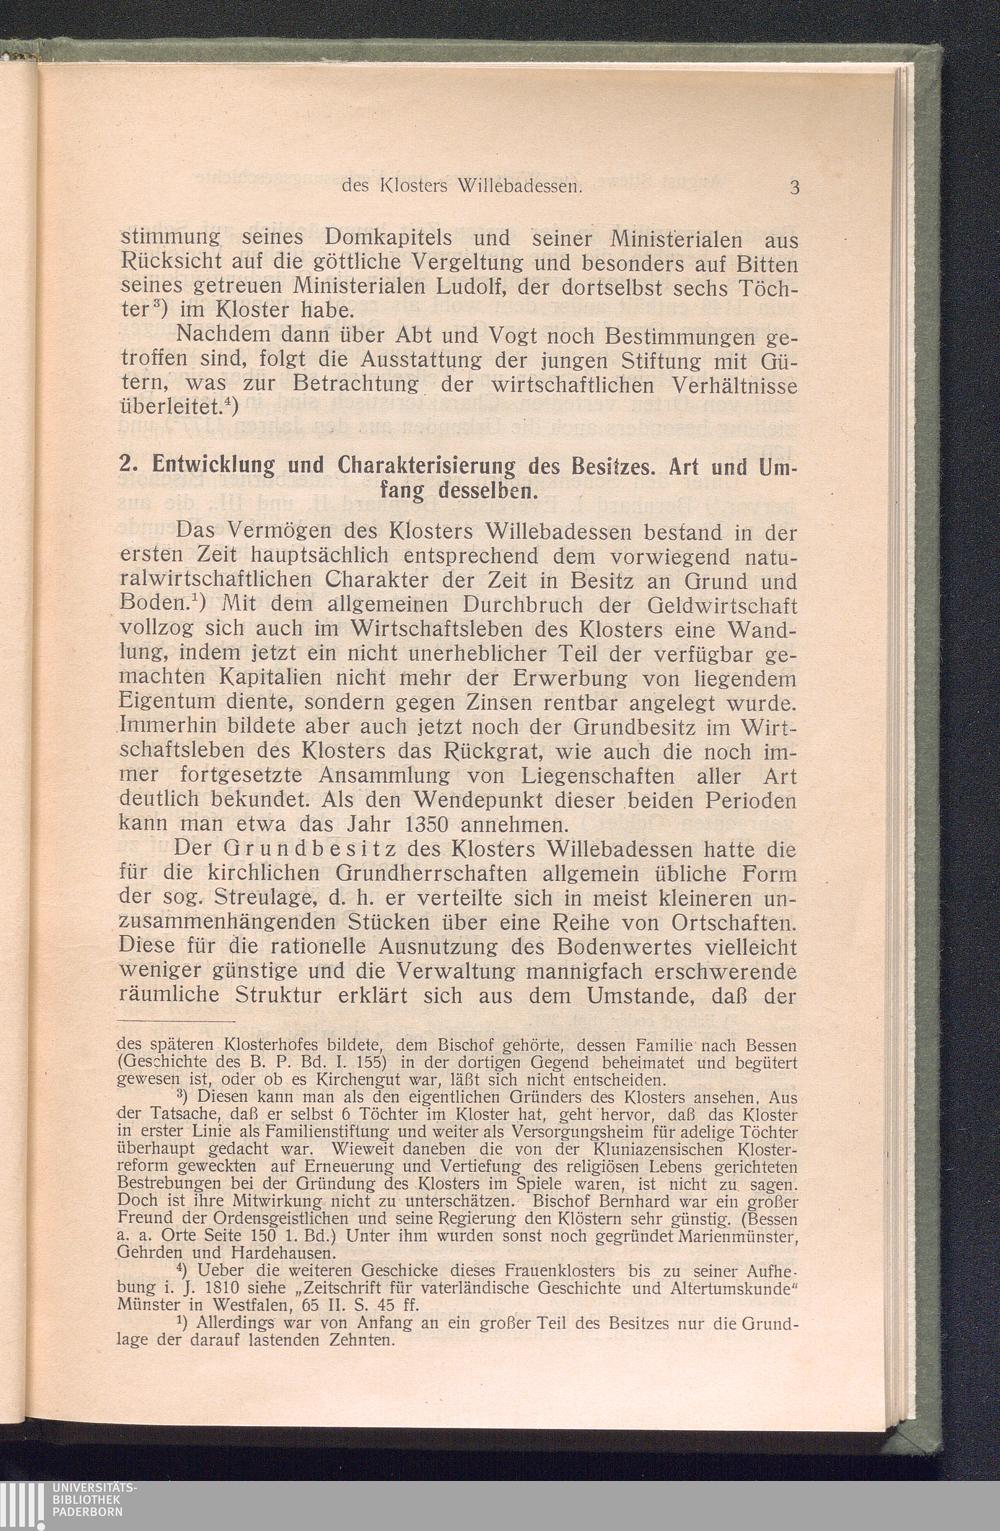 des Klosters Willebadessen. 3
stimmung seines Domkapitels und seiner Ministerialen aus
Rücksicht auf die göttliche Vergeltung und besonders auf Bitten
seines getreuen Ministerialen Ludolf, der dortselbst sechs Töch-
ter³) im Kloster habe.
Nachdem dann über Abt und Vogt noch Bestimmungen ge-
troffen sind, folgt die Ausstattung der jungen Stiftung mit Gü-
tern, was zur Betrachtung der wirtschaftlichen Verhältnisse
überleitet.⁴)
2. Entwicklung und Charakterisierung des Besitzes. Art und Um-
fang desselben.
Das Vermögen des Klosters Willebadessen bestand in der
ersten Zeit hauptsächlich entsprechend dem vorwiegend natu-
ralwirtschaftlichen Charakter der Zeit in Besitz an Grund und
Boden.¹) Mit dem allgemeinen Durchbruch der Geldwirtschaft
vollzog sich auch im Wirtschaftsleben des Klosters eine Wand-
lung, indem jetzt ein nicht unerheblicher Teil der verfügbar ge-
machten Kapitalien nicht mehr der Erwerbung von liegendem
Eigentum diente, sondern gegen Zinsen rentbar angelegt wurde.
Immerhin bildete aber auch jetzt noch der Grundbesitz im Wirt-
schaftsleben des Klosters das Rückgrat, wie auch die noch im-
mer fortgesetzte Ansammlung von Liegenschaften aller Art
deutlich bekundet. Als den Wendepunkt dieser beiden Perioden
kann man etwa das Jahr 1350 annehmen.
Der Grundbesitz des Klosters Willebadessen hatte die
für die kirchlichen Grundherrschaften allgemein übliche Form
der sog. Streulage, d. h. er verteilte sich in meist kleineren un-
zusammenhängenden Stücken über eine Reihe von Ortschaften.
Diese für die rationelle Ausnutzung des Bodenwertes vielleicht
weniger günstige und die Verwaltung mannigfach erschwerende
räumliche Struktur erklärt sich aus dem Umstande, daß der
des späteren Klosterhofes bildete, dem Bischof gehörte, dessen Familie nach Bessen
(Geschichte des B. P. Bd. I. 155) in der dortigen Gegend beheimatet und begütert
gewesen ist, oder ob es Kirchengut war, läßt sich nicht entscheiden.
³) Diesen kann man als den eigentlichen Gründers des Klosters ansehen. Aus
der Tatsache, daß er selbst 6 Töchter im Kloster hat, geht hervor, daß das Kloster
in erster Linie als Familienstiftung und weiter als Versorgungsheim für adelige Töchter
überhaupt gedacht war. Wieweit daneben die von der Kluniazensischen Kloster-
reform geweckten auf Erneuerung und Vertiefung des religiösen Lebens gerichteten
Bestrebungen bei der Gründung des Klosters im Spiele waren, ist nicht zu sagen.
Doch ist ihre Mitwirkung nicht zu unterschätzen. Bischof Bernhard war ein großer
Freund der Ordensgeistlichen und seine Regierung den Klöstern sehr günstig. (Bessen
a. a. Orte Seite 150 1. Bd.) Unter ihm wurden sonst noch gegründet Marienmünster,
Gehrden und Hardehausen.
⁴) Ueber die weiteren Geschicke dieses Frauenklosters bis zu seiner Aufhe-
bung i. J. 1810 siehe „Zeitschrift für vaterländische Geschichte und Altertumskunde"
Münster in Westfalen, 65 II. S. 45 ff.
¹) Allerdings war von Anfang an ein großer Teil des Besitzes nur die Grund-
lage der darauf lastenden Zehnten.
UNIVERSITÄTS-
BIBLIOTHEK
PADERBORN